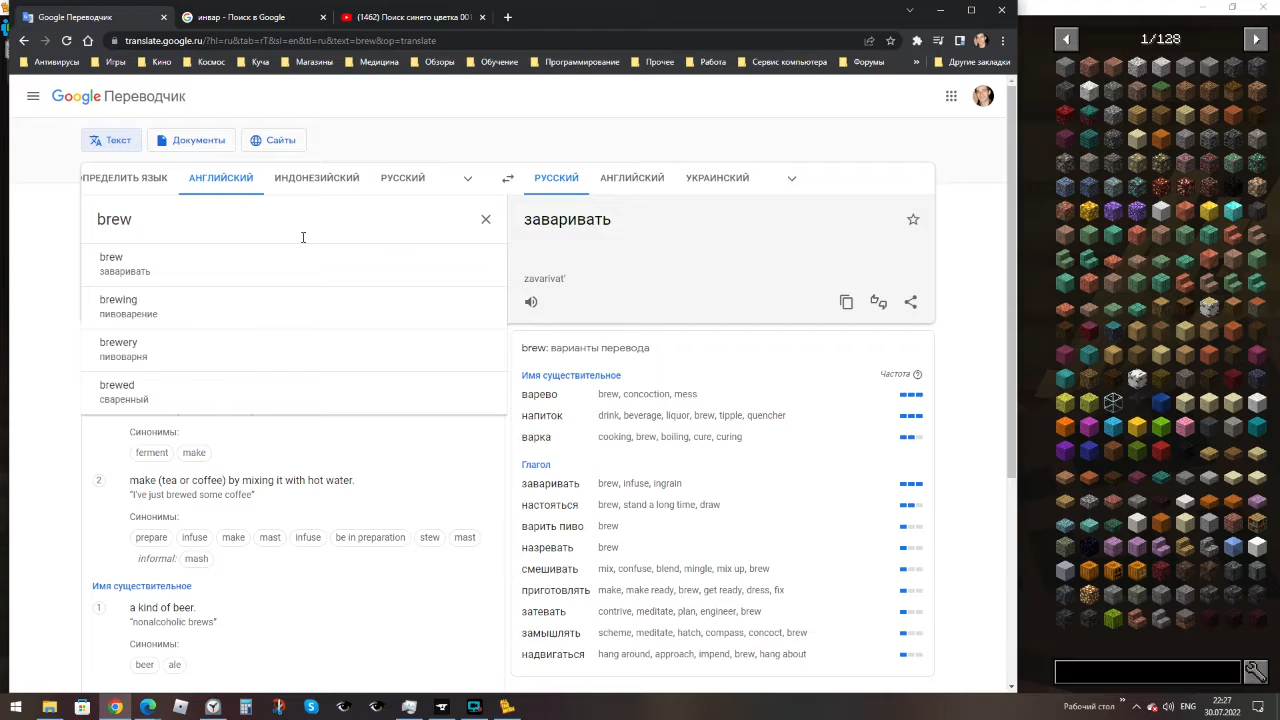 Google Переводчик
инвар - Поиск в Google
(1462) Поиск синего цветка 001
translate.google.ru/?hl=ru&tab=rT&sl=en&tl=ru&text=brew&op=translate
Антивирусы Игры Кино Космос Куча Магазины Медицина Обзоры Обучение Программирование Прочее Работа Сервис компьютера Форумы » Другие закладки
1/128
Google Переводчик
Текст Документы Сайты
ПРЕДЕЛИТЬ ЯЗЫК АНГЛИЙСКИЙ ИНДОНЕЗИЙСКИЙ РУССКИЙ
РУССКИЙ АНГЛИЙСКИЙ УКРАИНСКИЙ
brew
заваривать
zavarivat'
brew
заваривать
brewing
пивоварение
brewery
пивоварня
brewed
сваренный
Синонимы:
ferment make
2 make (tea or coffee) by mixing it with hot water.
“I've just brewed some coffee”
Синонимы:
prepare infuse make mast infuse be in preparation stew mast
informal: mash
Имя существительное
1 a kind of beer.
“nonalcoholic brews”
Синонимы:
beer ale
brew: варианты перевода
Имя существительное Частота
варево brew, concoction, mess
напиток drink, beverage, liquor, brew, tipple, quencher
варка cooking, brew, boiling, cure, curing
Глагол
заваривать brew, infuse, ingrain
настояться brew, stand a long time, draw
варить пиво brew
назревать brew
смешивать mix, confuse, blend, mingle, mix up, brew
приготовлять make, make ready, brew, get ready, dress, fix
затевать contrive, meditate, plan, engineer, brew
замышлять scheme, meditate, hatch, compass, concoct, brew
надвигаться hang around, approach, impend, brew, hang about
Рабочий стол » ENG
22:27
30.07.2022